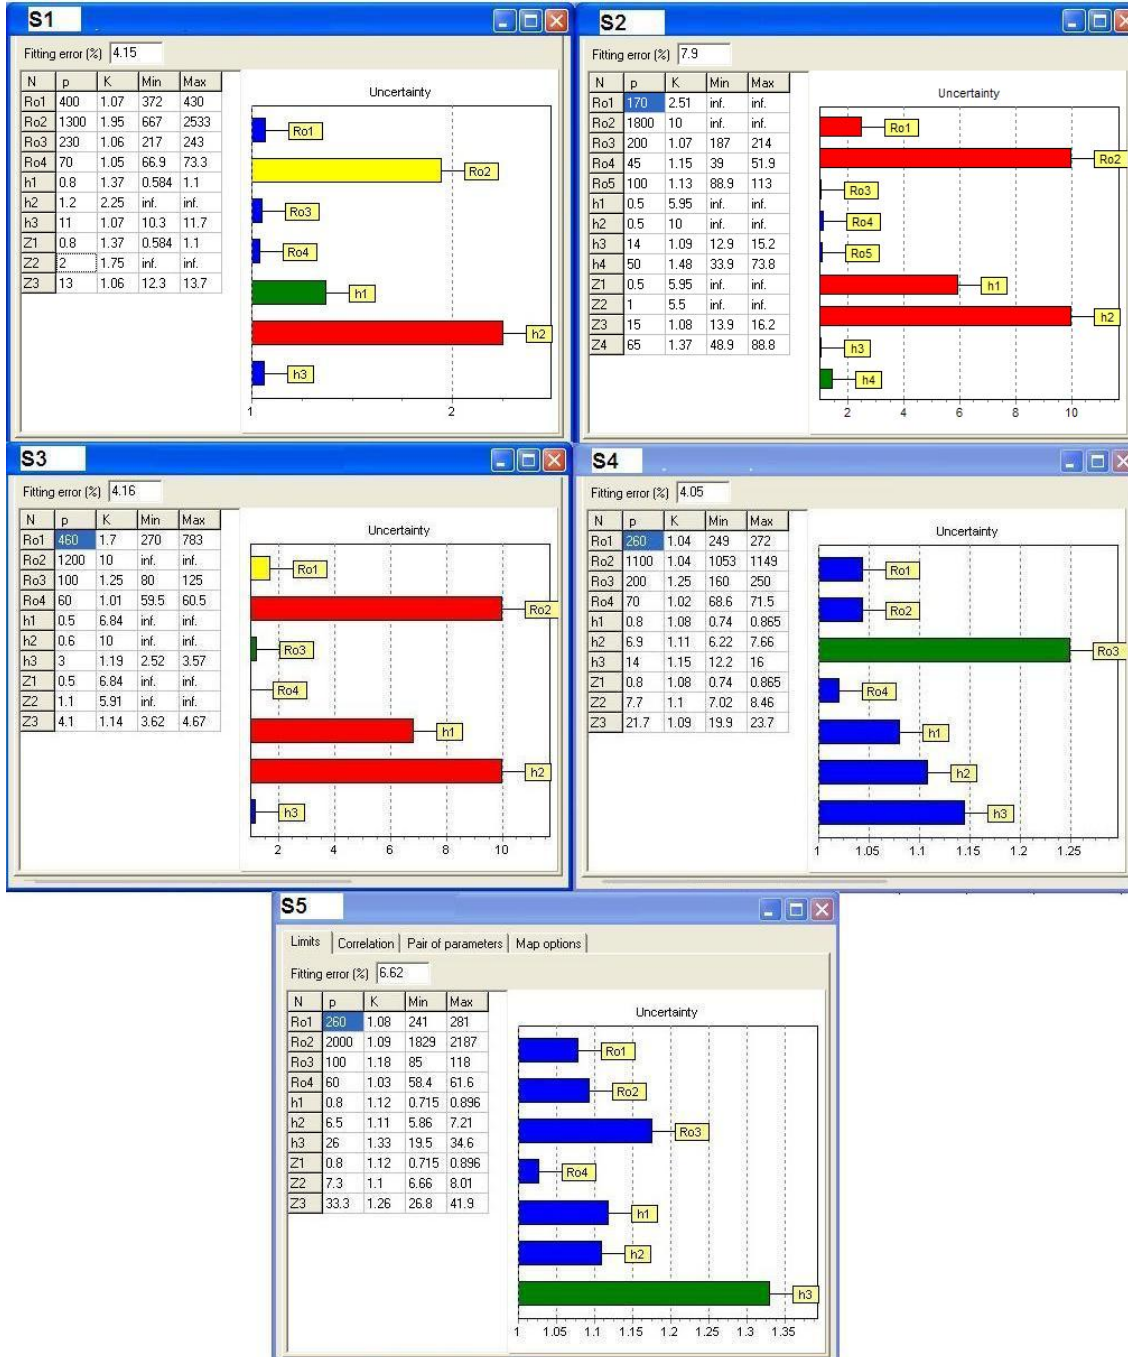 S1
Fitting error (%) 4.15
N p K Min Max
Ro1 400 1.07 372 430
Ro2 1300 1.95 667 2533
Ro3 230 1.06 217 243
Ro4 70 1.05 66.9 73.3
h1 0.8 1.37 0.584 1.1
h2 1.2 2.25 inf. inf.
h3 11 1.07 10.3 11.7
Z1 0.8 1.37 0.584 1.1
Z2 2 1.75 inf. inf.
Z3 13 1.06 12.3 13.7
Uncertainty
Ro1
Ro2
Ro3
Ro4
h1
h2
h3
1 2
S2
Fitting error (%) 7.9
N p K Min Max
Ro1 170 2.51 inf. inf.
Ro2 1800 10 inf. inf.
Ro3 200 1.07 187 214
Ro4 45 1.15 39 51.9
Ro5 100 1.13 88.9 113
h1 0.5 5.95 inf. inf.
h2 0.5 10 inf. inf.
h3 14 1.09 12.9 15.2
h4 50 1.48 33.9 73.8
Z1 0.5 5.95 inf. inf.
Z2 1 5.5 inf. inf.
Z3 15 1.08 13.9 16.2
Z4 65 1.37 48.9 88.8
Uncertainty
Ro1
Ro2
Ro3
Ro4
Ro5
h1
h2
h3
h4
2 4 6 8 10
S3
Fitting error (%) 4.16
N p K Min Max
Ro1 460 1.7 270 783
Ro2 1200 10 inf. inf.
Ro3 100 1.25 80 125
Ro4 60 1.01 59.5 60.5
h1 0.5 6.84 inf. inf.
h2 0.6 10 inf. inf.
h3 3 1.19 2.52 3.57
Z1 0.5 6.84 inf. inf.
Z2 1.1 5.91 inf. inf.
Z3 4.1 1.14 3.62 4.67
Uncertainty
Ro1
Ro2
Ro3
Ro4
h1
h2
h3
2 4 6 8 10
S4
Fitting error (%) 4.05
N p K Min Max
Ro1 260 1.04 249 272
Ro2 1100 1.04 1053 1149
Ro3 200 1.25 160 250
Ro4 70 1.02 68.6 71.5
h1 0.8 1.08 0.74 0.865
h2 6.9 1.11 6.22 7.66
h3 14 1.15 12.2 16
Z1 0.8 1.08 0.74 0.865
Z2 7.7 1.1 7.02 8.46
Z3 21.7 1.09 19.9 23.7
Uncertainty
Ro1
Ro2
Ro3
Ro4
h1
h2
h3
1 1.05 1.1 1.15 1.2 1.25
S5
Limits Correlation Pair of parameters Map options
Fitting error (%) 6.62
N p K Min Max
Ro1 260 1.08 241 281
Ro2 2000 1.09 1829 2187
Ro3 100 1.18 85 118
Ro4 60 1.03 58.4 61.6
h1 0.8 1.12 0.715 0.896
h2 6.5 1.11 5.86 7.21
h3 26 1.33 19.5 34.6
Z1 0.8 1.12 0.715 0.896
Z2 7.3 1.1 6.66 8.01
Z3 33.3 1.26 26.8 41.9
Uncertainty
Ro1
Ro2
Ro3
Ro4
h1
h2
h3
1 1.05 1.1 1.15 1.2 1.25 1.3 1.35